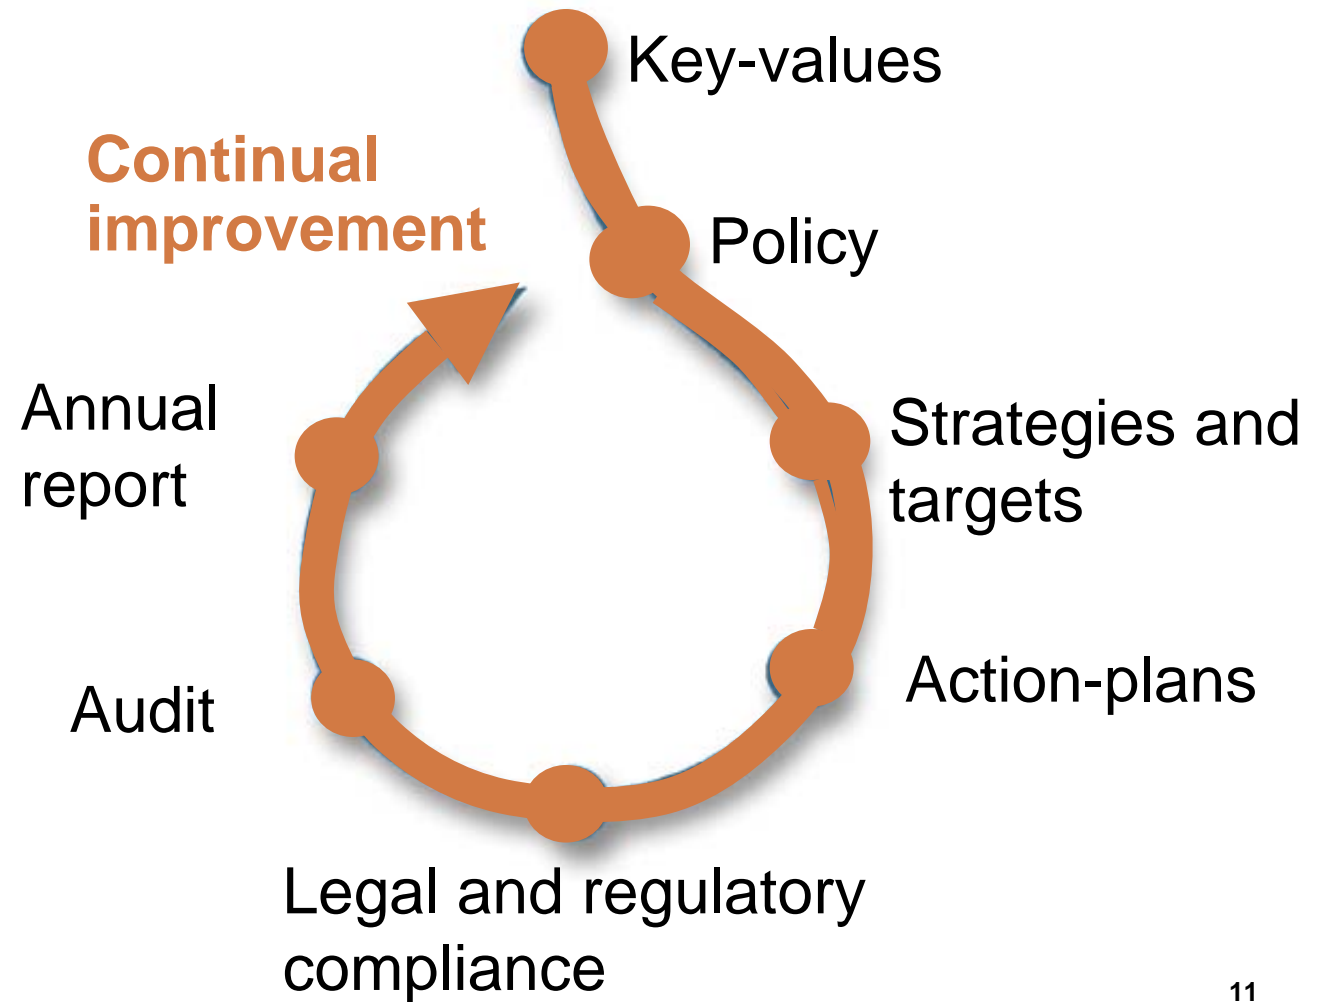 Key-values
Continual
improvement
Policy
Annual
report
Strategies and
targets
Action-plans
Audit
Legal and regulatory
compliance
11